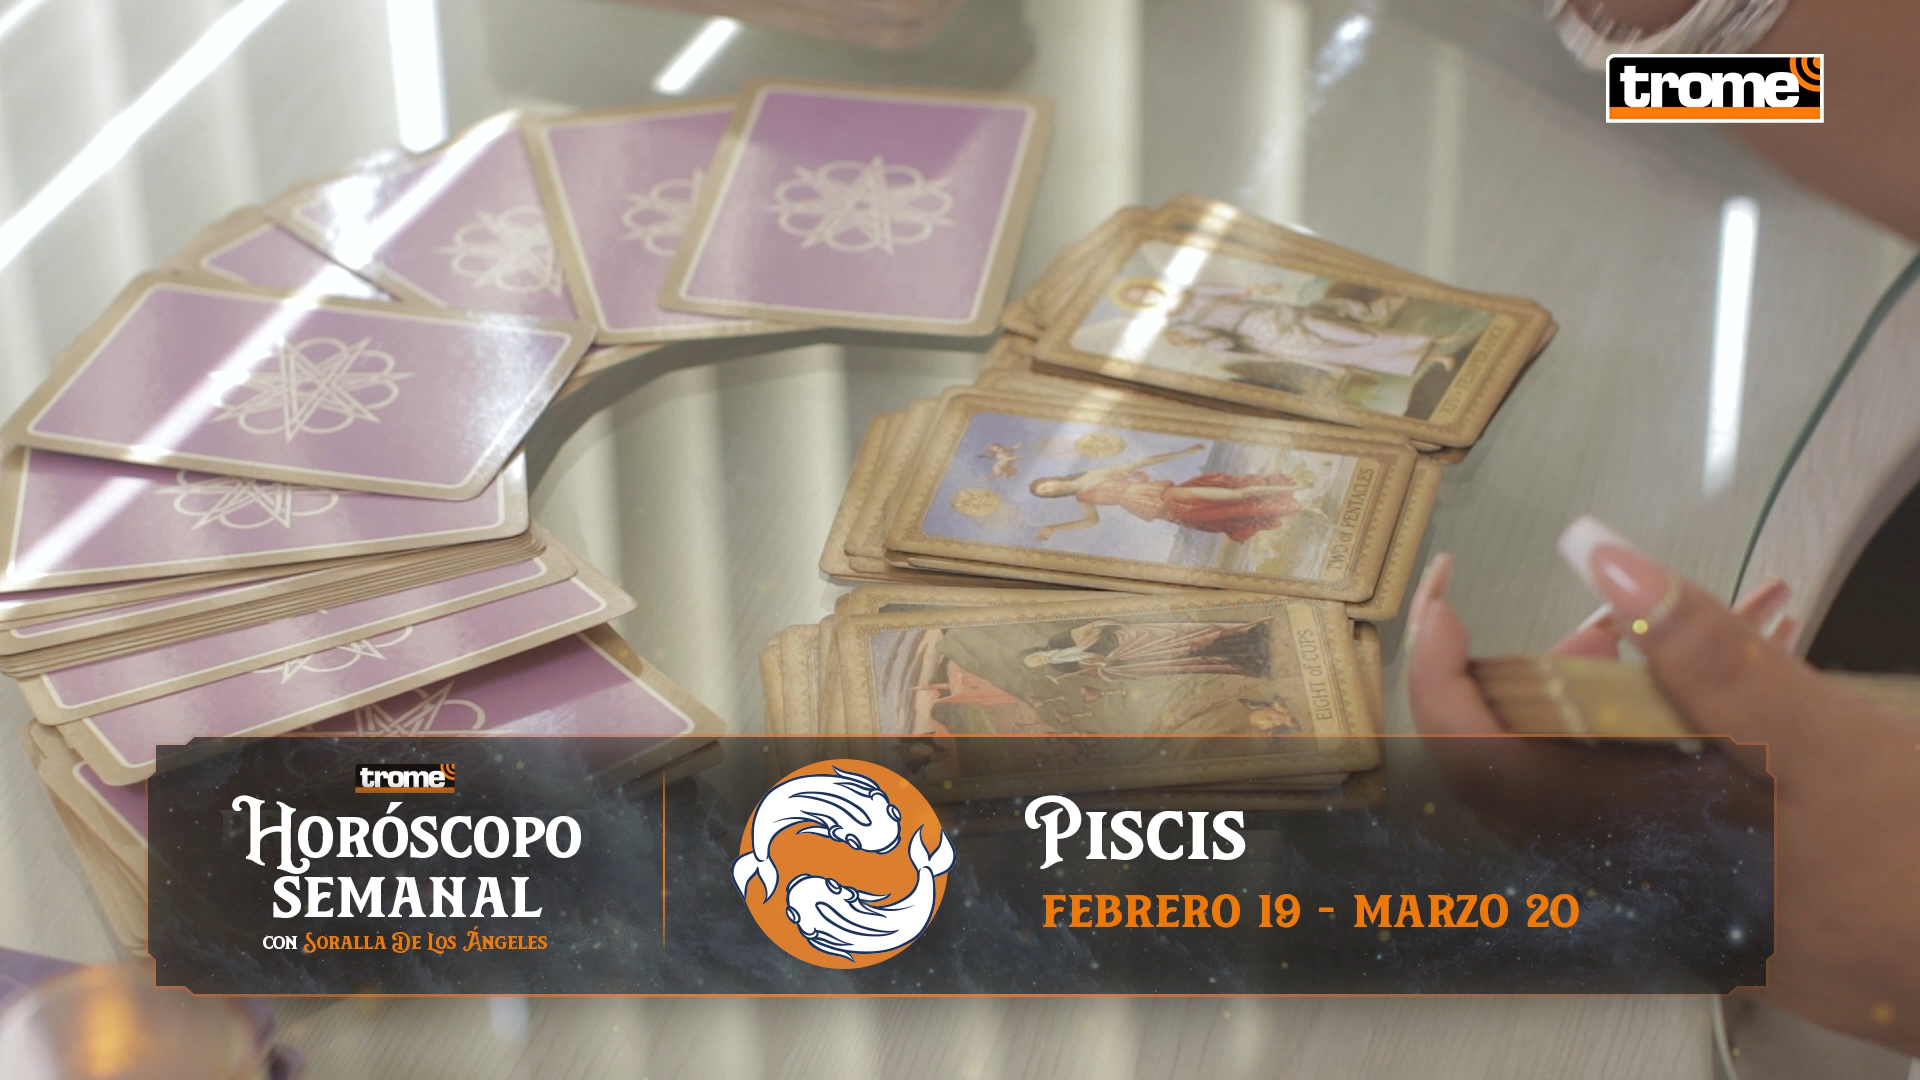 trome
TWO of PENTACLES
EIGHT of CUPS
trome
HORÓSCOPO
SEMANAL
CON SORALLA DE LOS ÁNGELES
PISCIS
FEBRERO 19 - MARZO 20